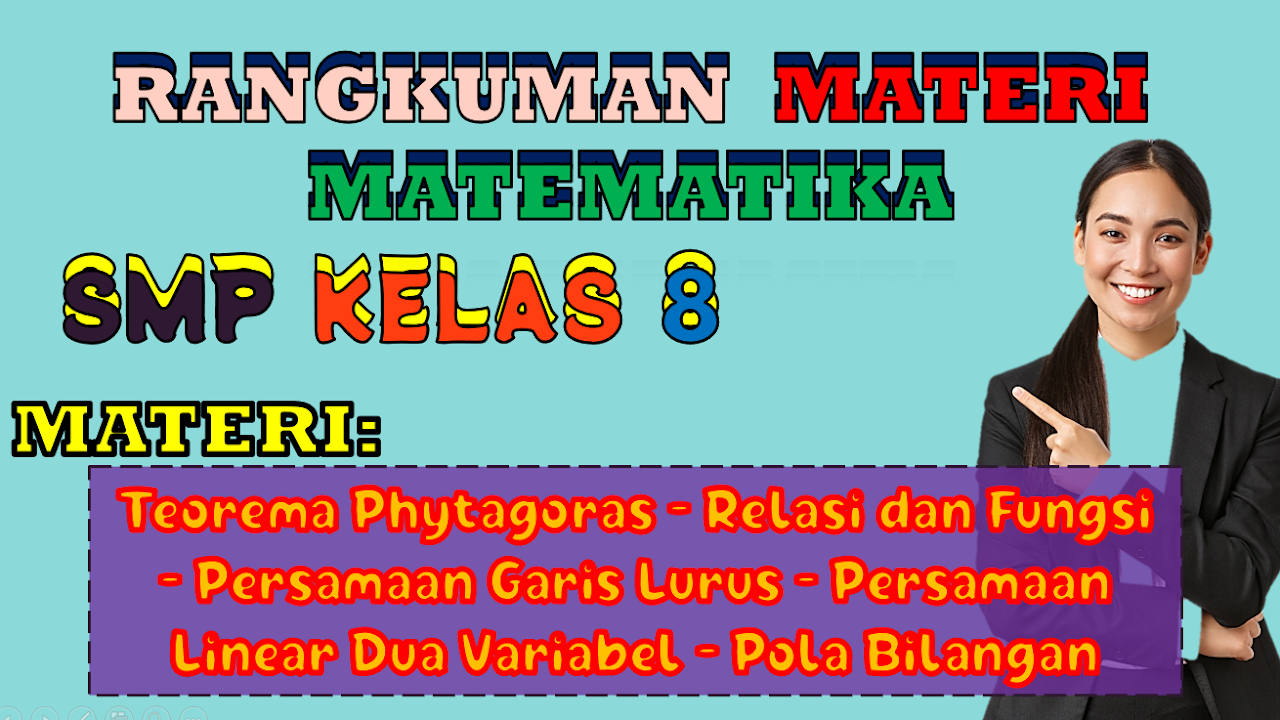 RANGKUMAN MATERI
MATEMATIKA
SMP KELAS 8
MATERI:
Teorema Phytagoras - Relasi dan Fungsi
- Persamaan Garis Lurus - Persamaan
Linear Dua Variabel - Pola Bilangan